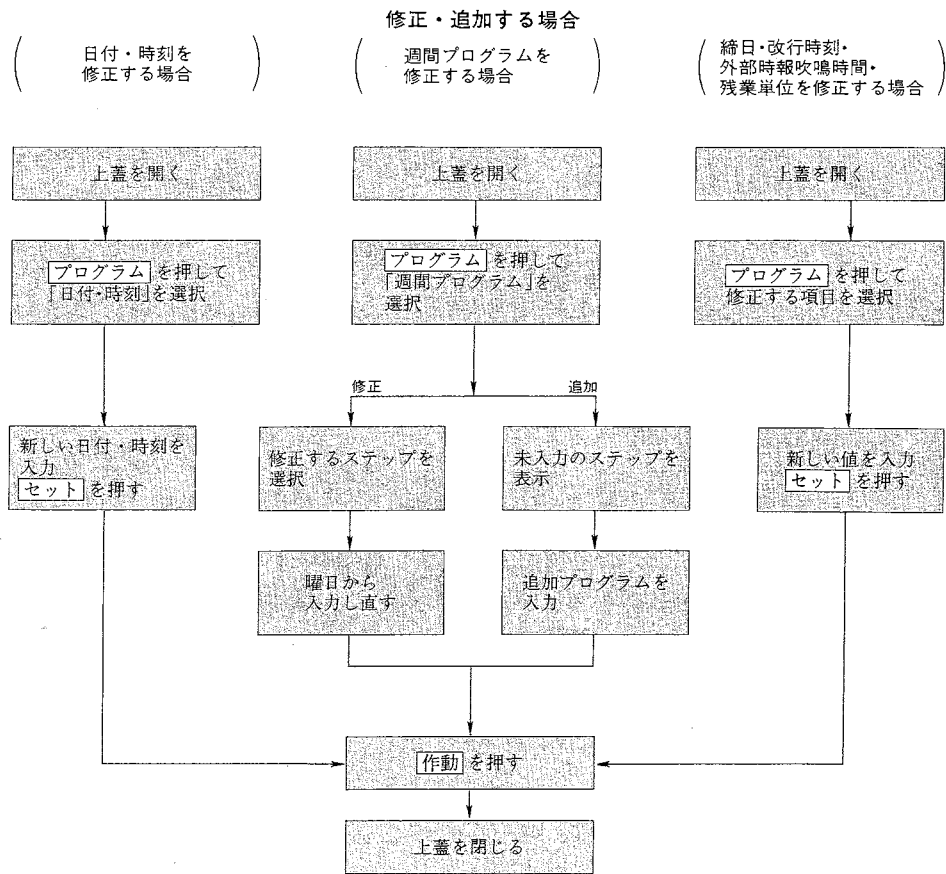 修正・追加する場合
日付・時刻を
修正する場合
週間プログラムを
修正する場合
締日・改行時刻・
外部時報吹鳴時間・
残業単位を修正する場合
上蓋を開く
上蓋を開く
上蓋を開く
プログラム を押して
「日付・時刻」を選択
プログラム を押して
「週間プログラム」を
選択
プログラム を押して
修正する項目を選択
修正
追加
新しい日付・時刻を
入力
セット を押す
修正するステップを
選択
未入力のステップを
表示
新しい値を入力
セット を押す
曜日から
入力し直す
追加プログラムを
入力
作動 を押す
上蓋を閉じる